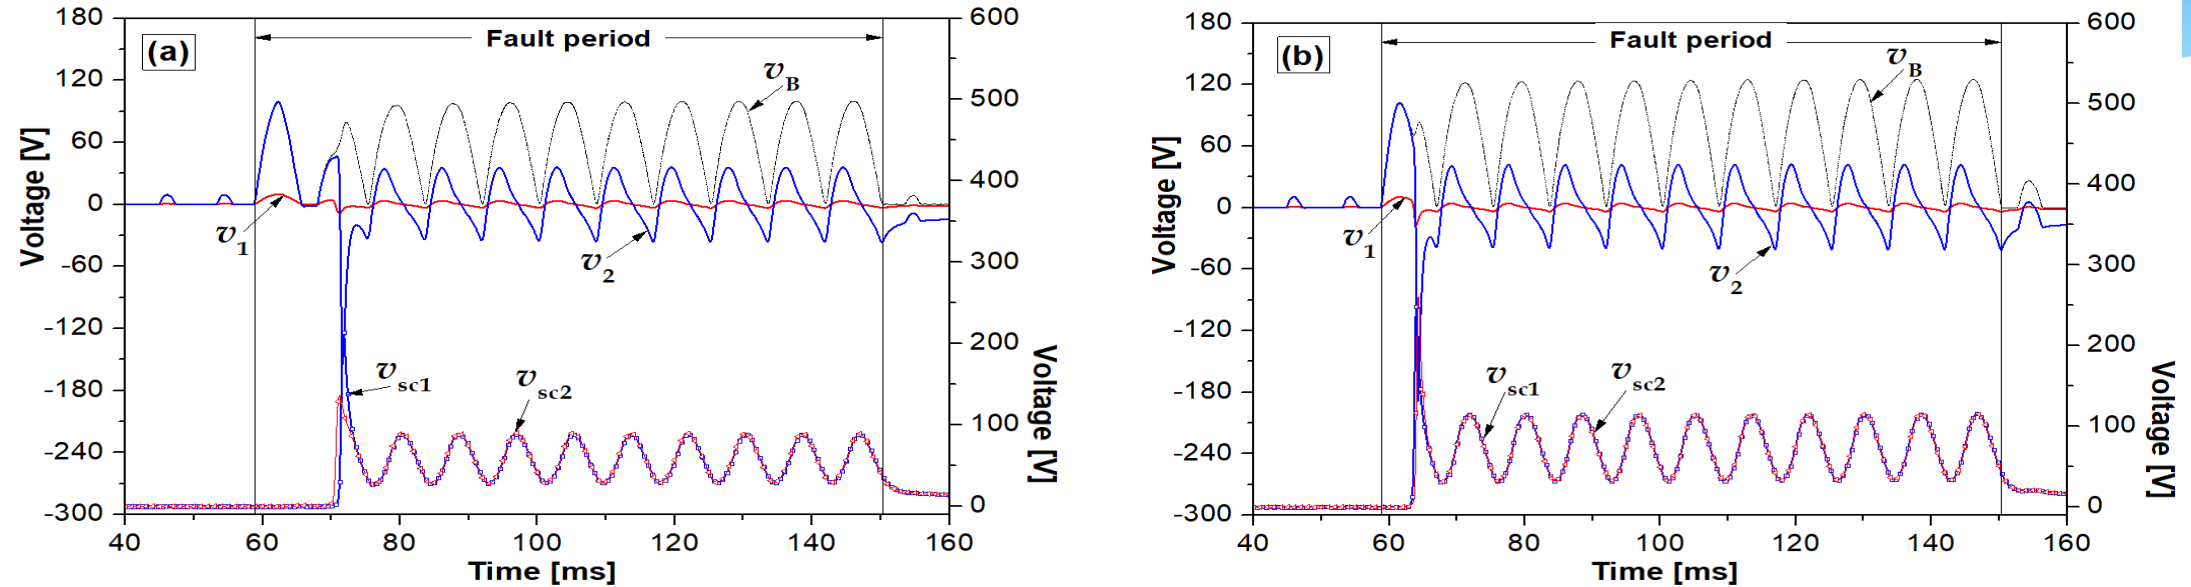 (a)
Fault period
180
120
60
0
-60
-120
-180
-240
-300
Voltage [V]
600
500
400
300
200
100
0
Voltage [V]
v_B
v_1
v_2
v_sc1
v_sc2
40 60 80 100 120 140 160
Time [ms]
(b)
Fault period
180
120
60
0
-60
-120
-180
-240
-300
Voltage [V]
600
500
400
300
200
100
0
Voltage [V]
v_B
v_1
v_2
v_sc1
v_sc2
40 60 80 100 120 140 160
Time [ms]